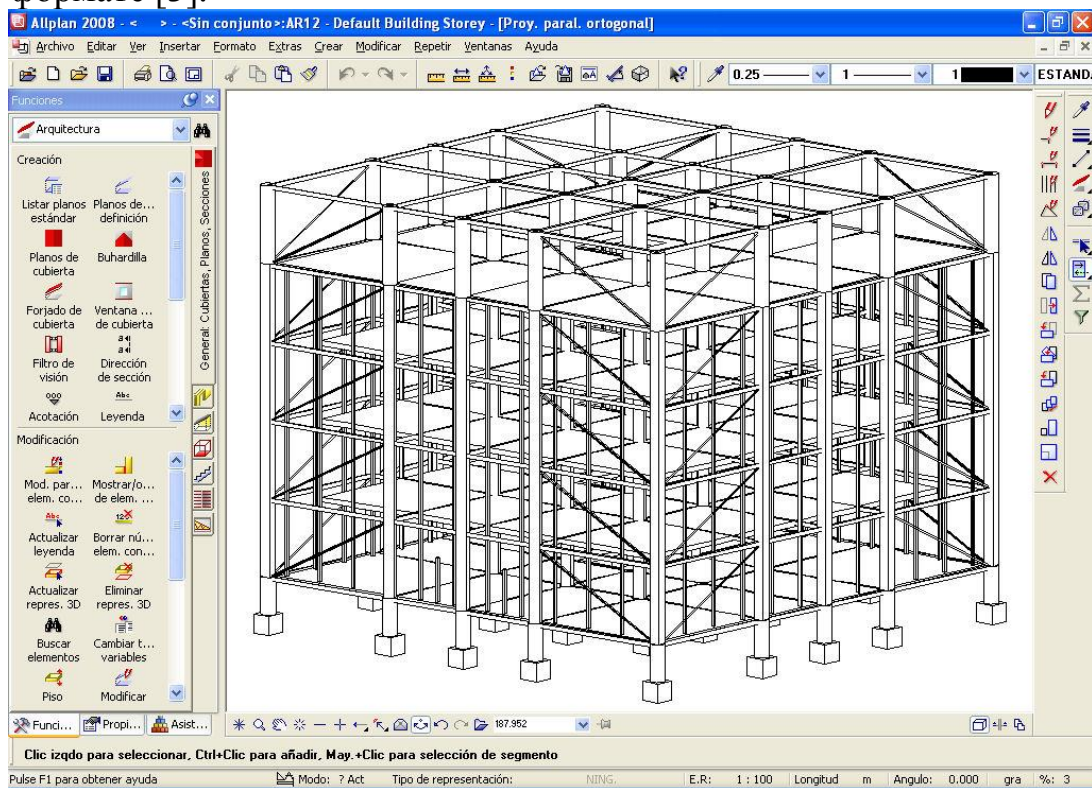 формате [5].
Allplan 2008 - < > - <Sin conjunto>:AR12 - Default Building Storey - [Proy. paral. ortogonal]
Archivo Editar Ver Insertar Formato Extras Crear Modificar Repetir Ventanas Ayuda
0.25 1 1 ESTAND
Funciones
Arquitectura
Creación
Listar planos estándar
Planos de... definición
Planos de cubierta
Buhardilla
Forjado de cubierta
Ventana ... de cubierta
Filtro de visión
Dirección de sección
Acotación
Leyenda
General: Cubiertas, Planos, Secciones
Modificación
Mod. par... elem. co...
Mostrar/o... de elem. ...
Actualizar leyenda
Borrar nú... elem. con...
Actualizar repres. 3D
Eliminar repres. 3D
Buscar elementos
Cambiar t... variables
Piso
Modificar
Funci... Propi... Asist...
187.952
Clic izqdo para seleccionar, Ctrl+Clic para añadir, May.+Clic para selección de segmento
Pulse F1 para obtener ayuda Modo: ? Act Tipo de representación: NING. E.R: 1 : 100 Longitud m Angulo: 0.000 gra %: 3